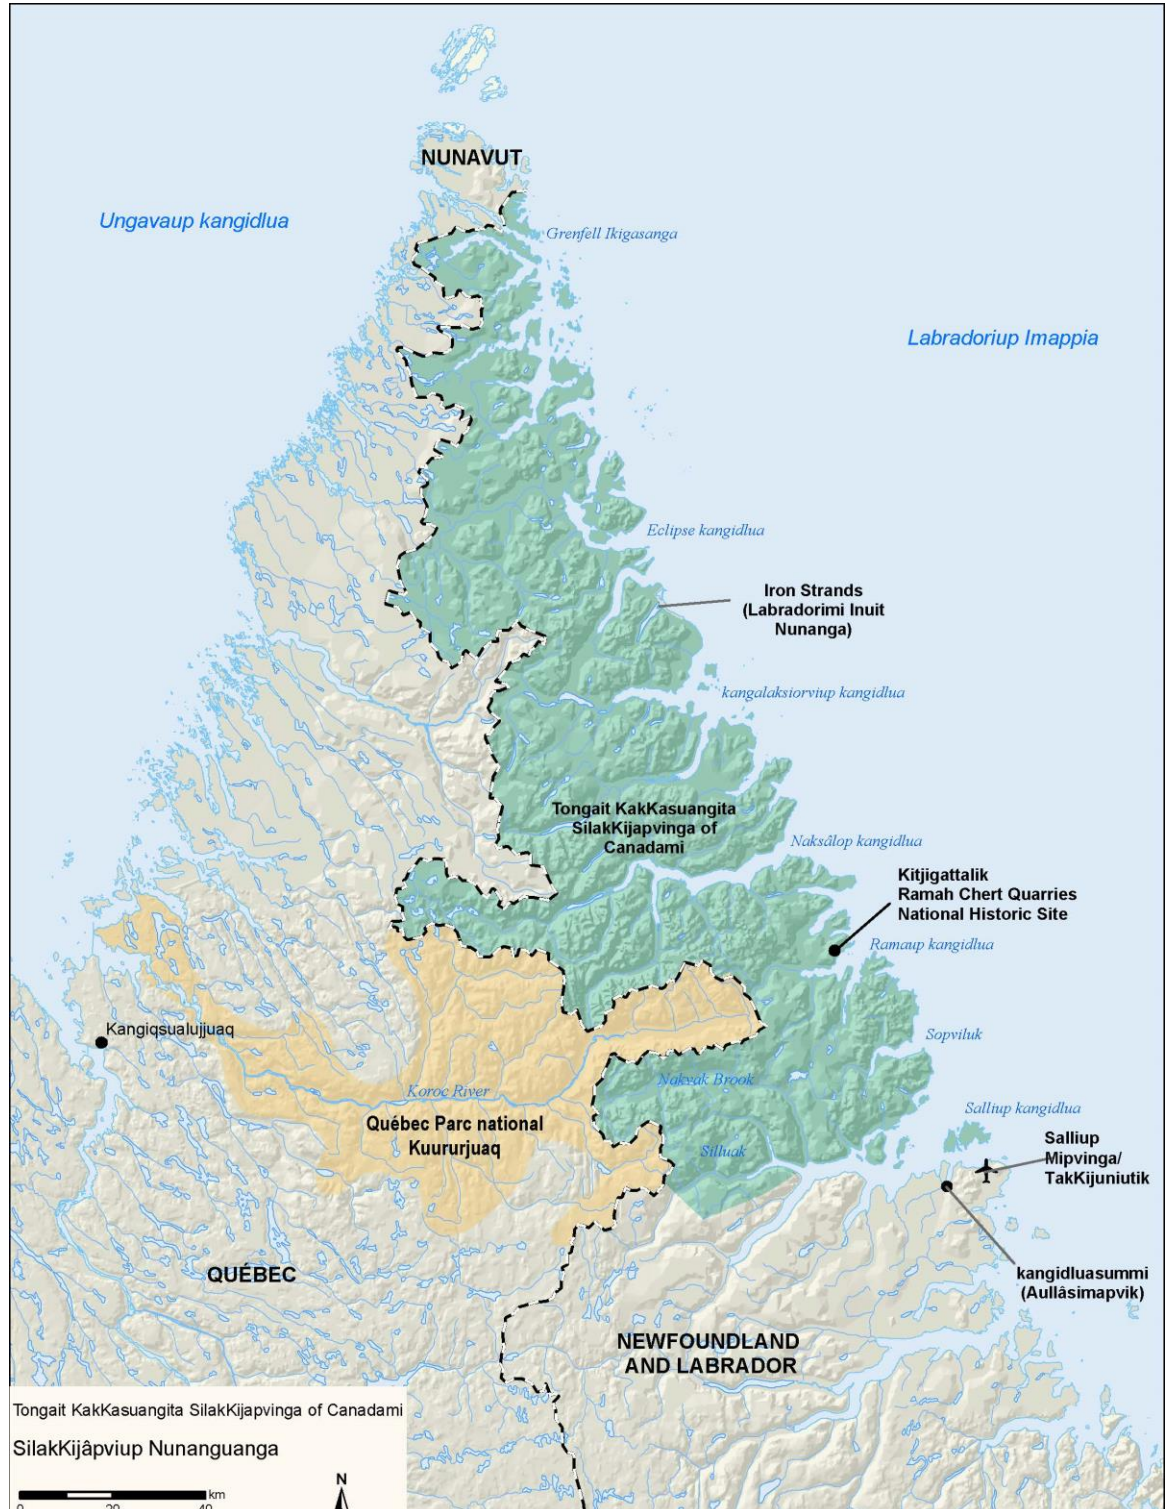 NUNAVUT
Ungavaup kangidlua
Grenfell Ikigasanga
Labradoriup Imappia
Eclipse kangidlua
Iron Strands
(Labradorimi Inuit
Nunanga)
kangalaksiorviup kangidlua
Tongait KakKasuangita
SilakKijapvinga of
Canadami
Naksâlop kangidlua
Kitjigattalik
Ramah Chert Quarries
National Historic Site
Ramaup kangidlua
Kangiqsualujjuaq
Sopviluk
Koroc River
Nakvak Brook
Québec Parc national
Kuururjuaq
Salliup kangidlua
Silluak
Salliup
Mipvinga/
TakKijuniutik
QUÉBEC
kangidluasummi
(Aullâsimapvik)
NEWFOUNDLAND
AND LABRADOR
Tongait KakKasuangita SilakKijapvinga of Canadami
SilakKijâpviup Nunanguanga
N
km
0 20 40